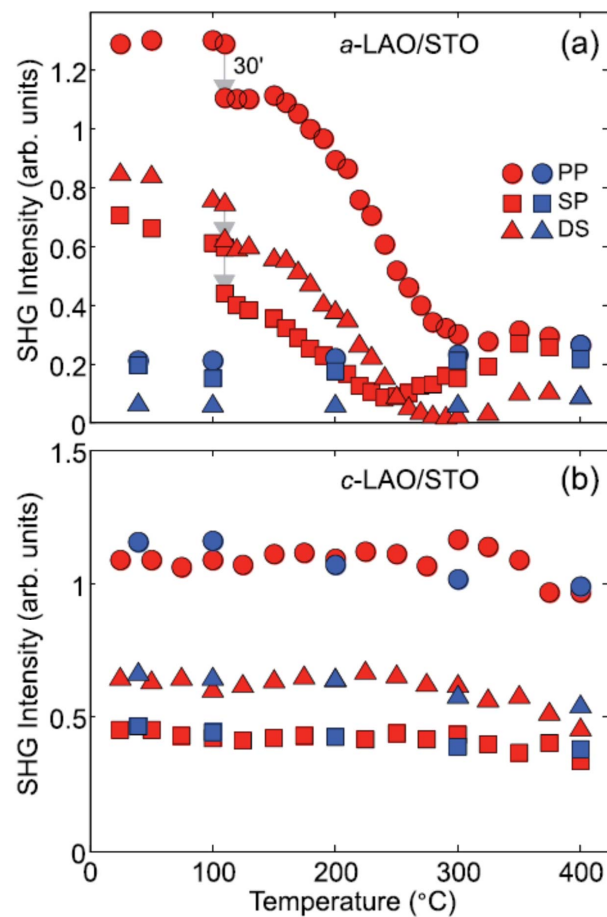 a-LAO/STO (a)
30'
PP
SP
DS
SHG Intensity (arb. units)
1.2
1
0.8
0.6
0.4
0.2
0
c-LAO/STO (b)
SHG Intensity (arb. units)
1.5
1
0.5
0
0 100 200 300 400
Temperature (°C)